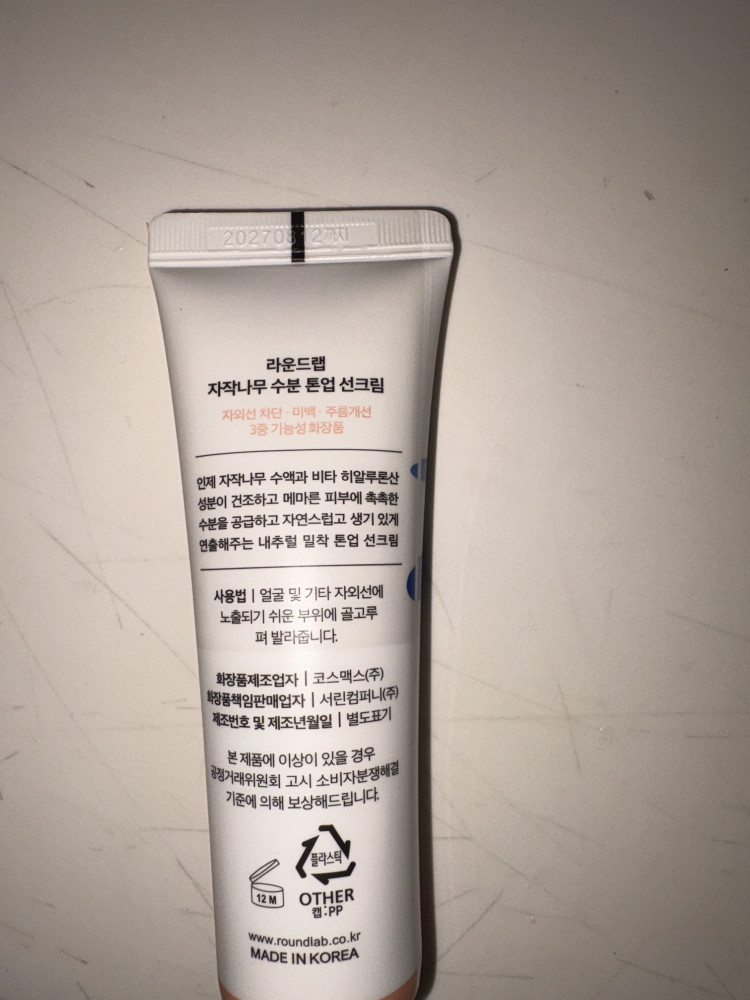 20270812까지
라운드랩
자작나무 수분 톤업 선크림
자외선 차단 · 미백 · 주름개선
3중 기능성 화장품
인제 자작나무 수액과 비타 히알루론산
성분이 건조하고 메마른 피부에 촉촉한
수분을 공급하고 자연스럽고 생기 있게
연출해주는 내추럴 밀착 톤업 선크림
사용법 | 얼굴 및 기타 자외선에
노출되기 쉬운 부위에 골고루
펴 발라줍니다.
화장품제조업자 | 코스맥스(주)
화장품책임판매업자 | 서린컴퍼니(주)
제조번호 및 제조년월일 | 별도표기
본 제품에 이상이 있을 경우
공정거래위원회 고시 소비자분쟁해결
기준에 의해 보상해드립니다.
플라스틱
12 M
OTHER
캡:PP
www.roundlab.co.kr
MADE IN KOREA